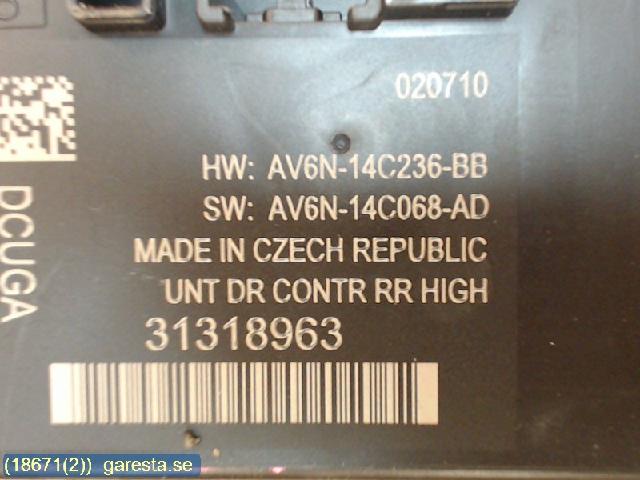 020710
HW: AV6N-14C236-BB
SW: AV6N-14C068-AD
MADE IN CZECH REPUBLIC
UNT DR CONTR RR HIGH
31318963
DCUGA
(18671(2)) garesta.se